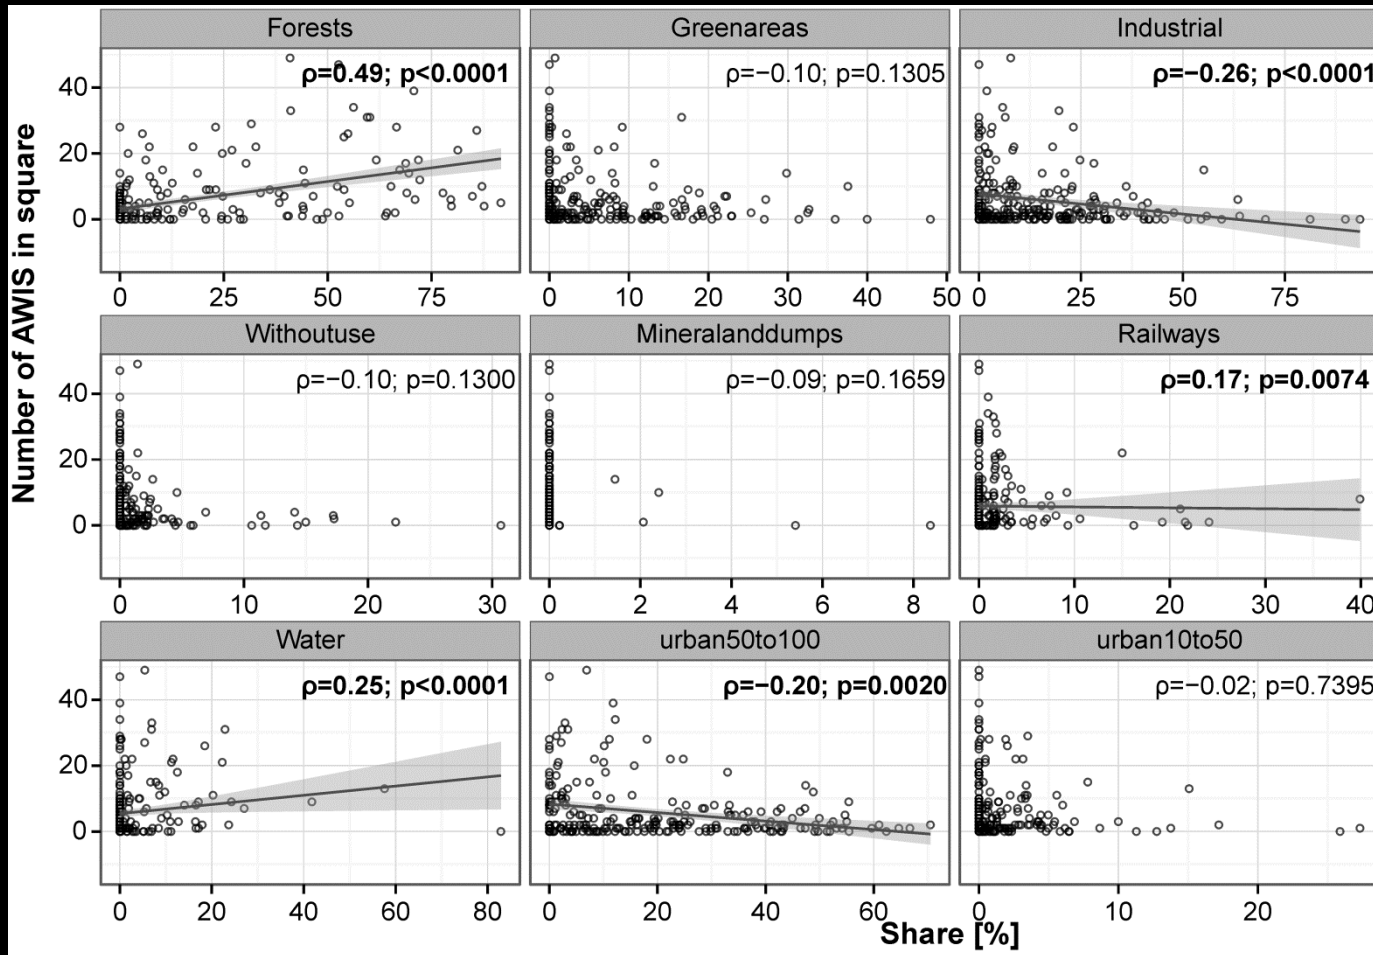 Number of AWIS in square
Forests
Greenareas
Industrial
ρ=0.49; p<0.0001
ρ=−0.10; p=0.1305
ρ=−0.26; p<0.0001
40
20
0
0 25 50 75
0 10 20 30 40 50
0 25 50 75
Withoutuse
Mineralanddumps
Railways
ρ=−0.10; p=0.1300
ρ=−0.09; p=0.1659
ρ=0.17; p=0.0074
40
20
0
0 10 20 30
0 2 4 6 8
0 10 20 30 40
Water
urban50to100
urban10to50
ρ=0.25; p<0.0001
ρ=−0.20; p=0.0020
ρ=−0.02; p=0.7395
40
20
0
0 20 40 60 80
0 20 40 60
0 10 20
Share [%]